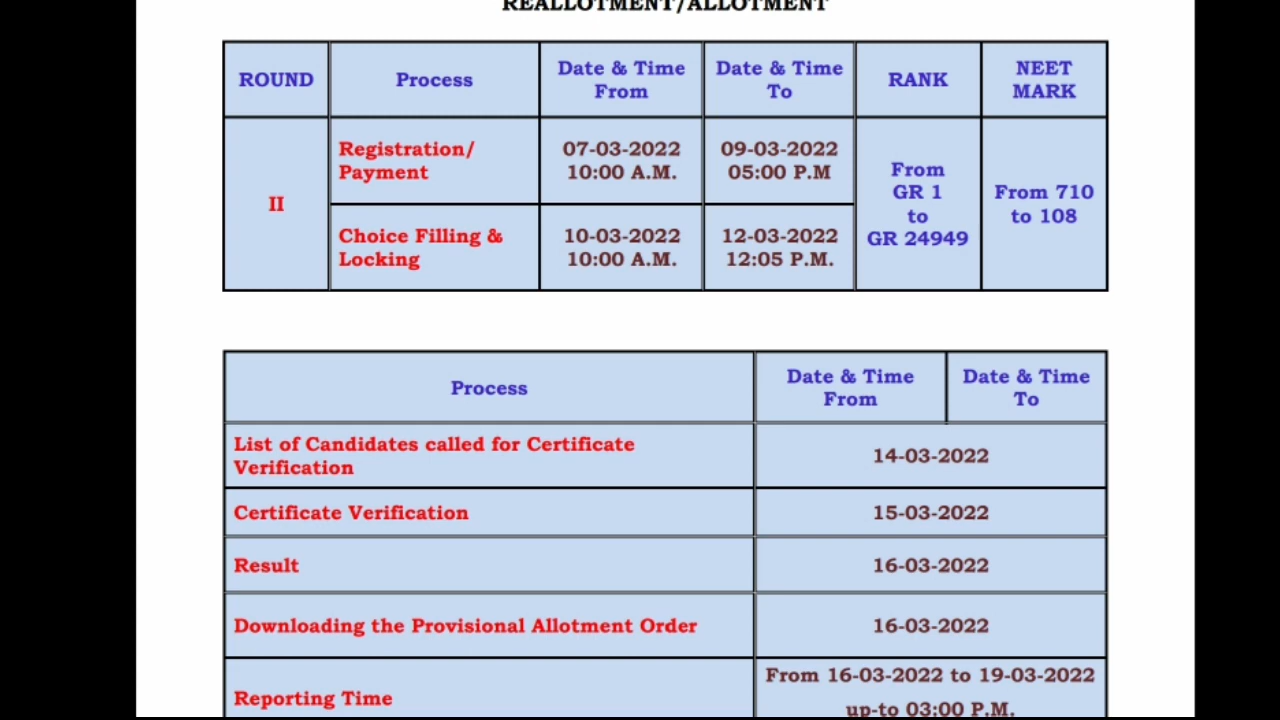 REALLOTMENT/ALLOTMENT
ROUND Process Date & Time From Date & Time To RANK NEET MARK
II
Registration/
Payment
07-03-2022
10:00 A.M.
09-03-2022
05:00 P.M
Choice Filling &
Locking
10-03-2022
10:00 A.M.
12-03-2022
12:05 P.M.
From
GR 1
to
GR 24949
From 710
to 108
Process
Date & Time
From
Date & Time
To
List of Candidates called for Certificate
Verification
14-03-2022
Certificate Verification
15-03-2022
Result
16-03-2022
Downloading the Provisional Allotment Order
16-03-2022
Reporting Time
From 16-03-2022 to 19-03-2022
up-to 03:00 P.M.